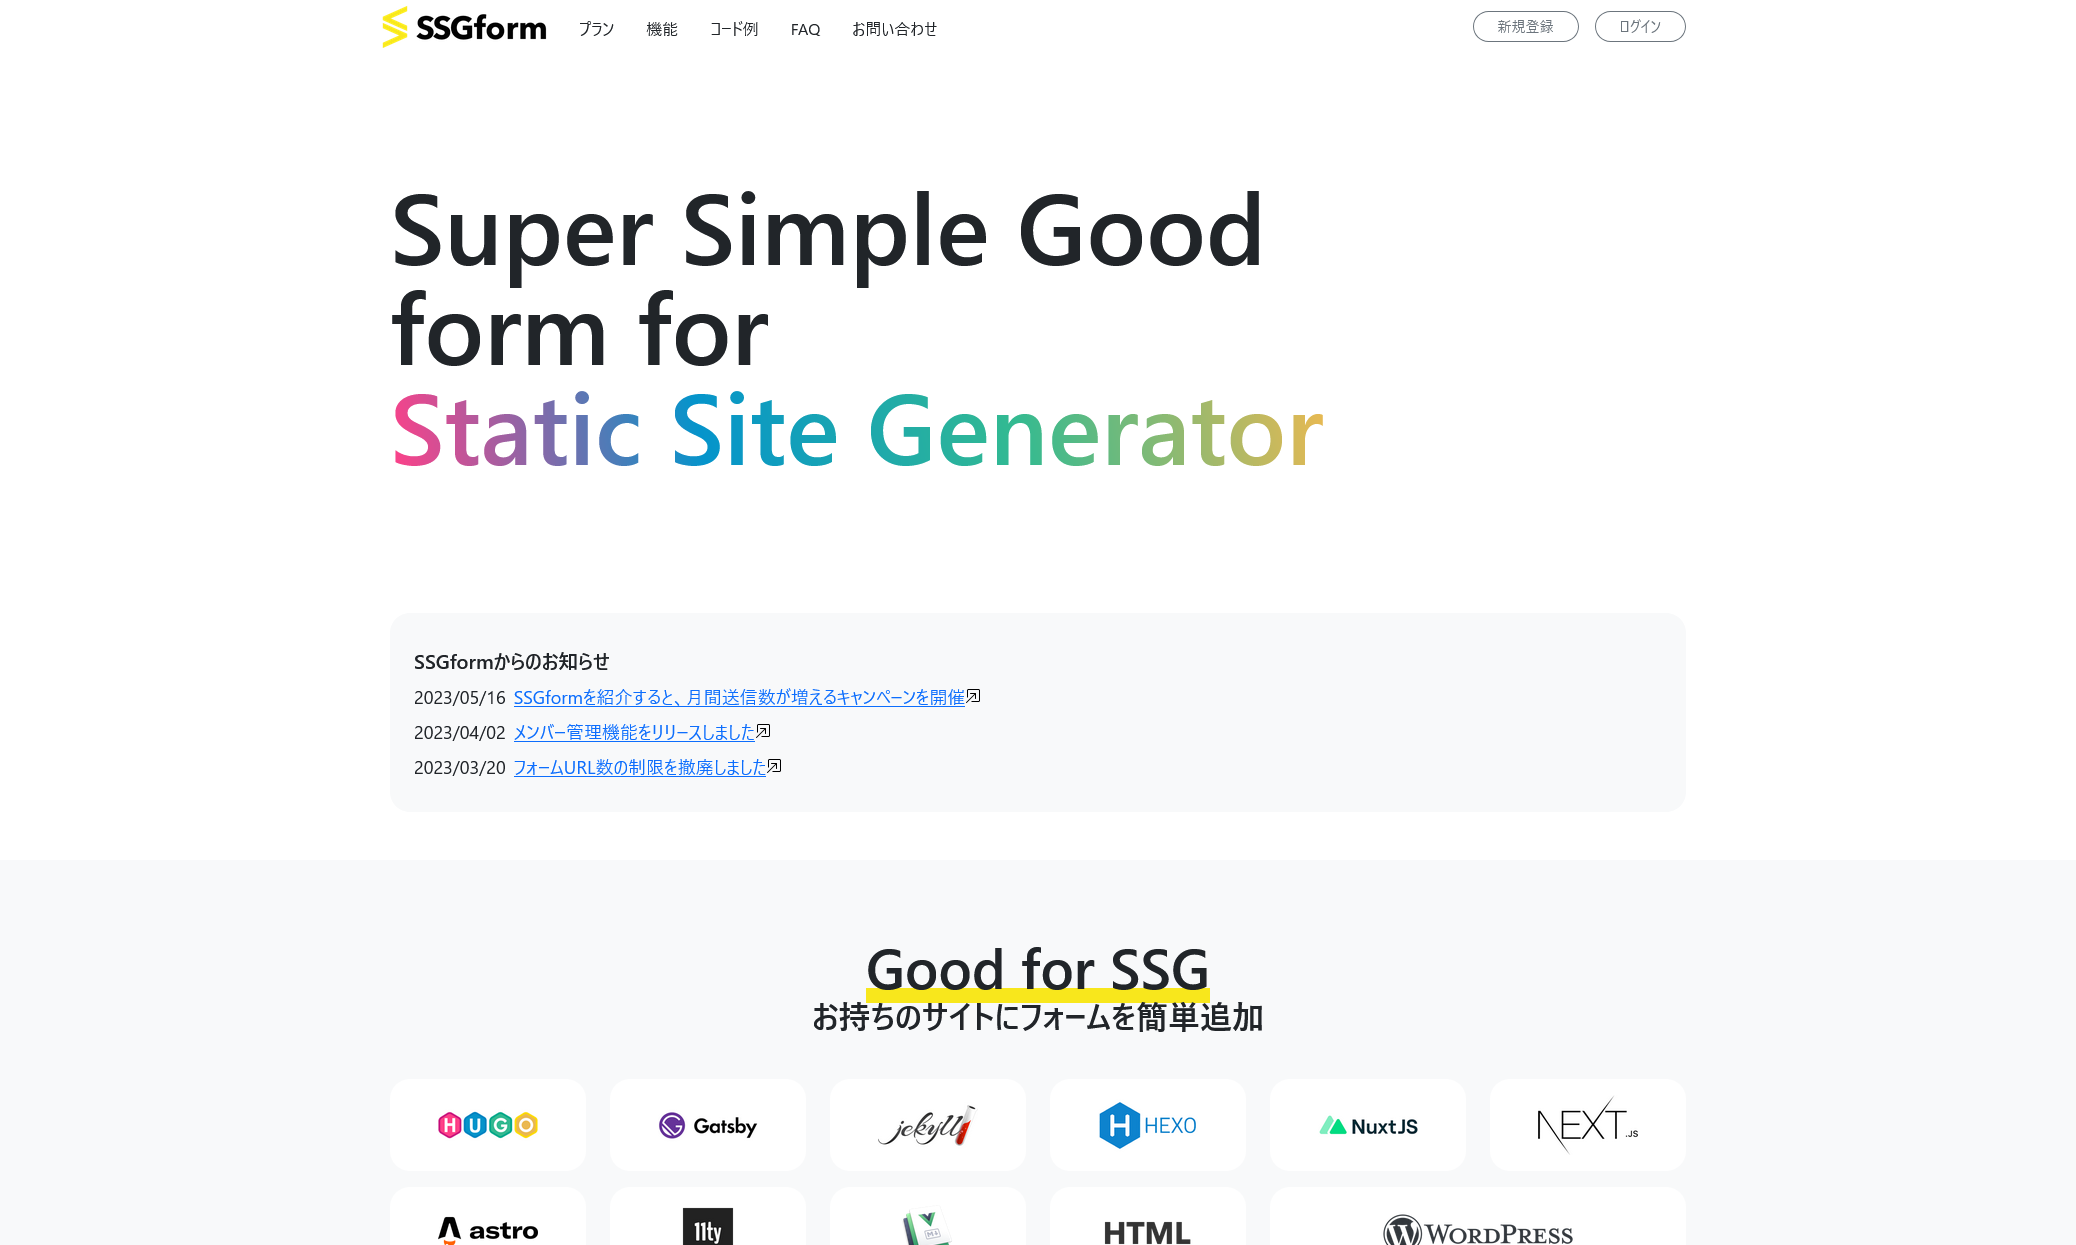 SSGform
プラン
機能
コード例
FAQ
お問い合わせ
新規登録
ログイン
Super Simple Good
form for
Static Site Generator
SSGformからのお知らせ
2023/05/16 SSGformを紹介すると、月間送信数が増えるキャンペーンを開催
2023/04/02 メンバー管理機能をリリースしました
2023/03/20 フォームURL数の制限を撤廃しました
Good for SSG
お持ちのサイトにフォームを簡単追加
HUGO
Gatsby
jekyll
HEXO
NuxtJS
NEXT.JS
astro
11ty
M↓
HTML
WORDPRESS